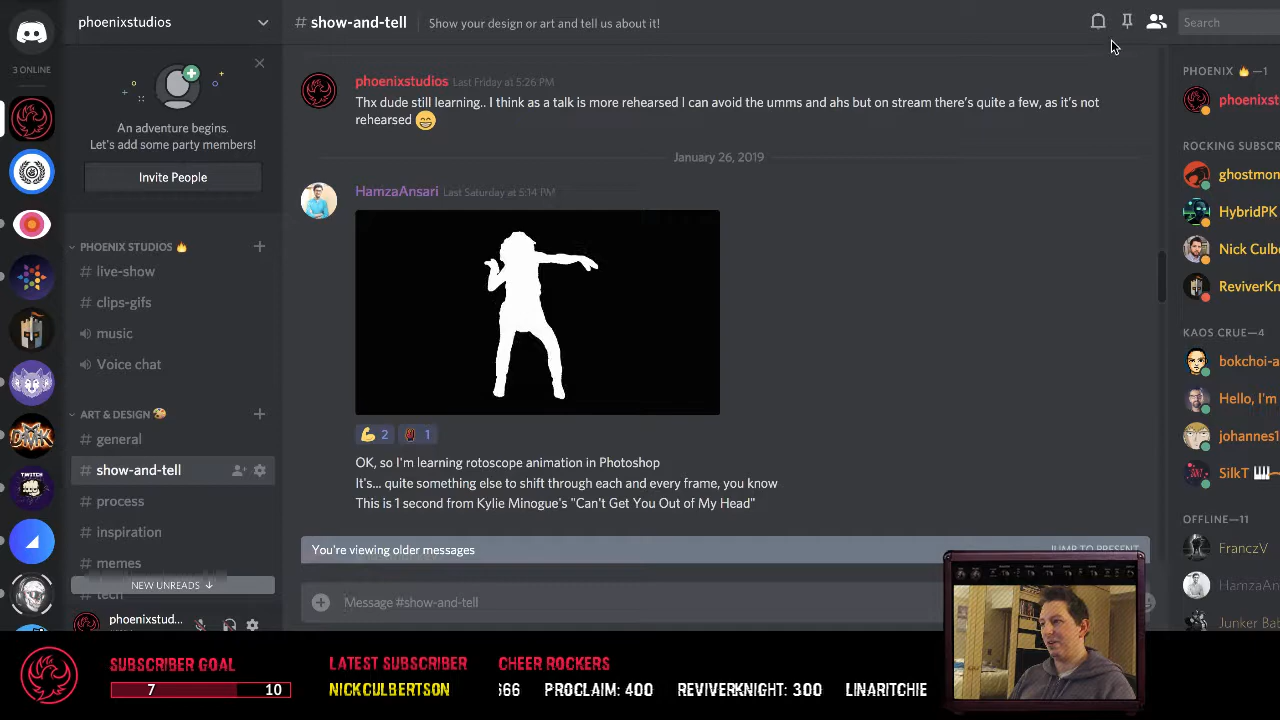 phoenixstudios
# show-and-tell
Show your design or art and tell us about it!
Search
3 ONLINE
An adventure begins.
Let's add some party members!
Invite People
PHOENIX STUDIOS 🔥
# live-show
# clips-gifs
music
Voice chat
ART & DESIGN 🎨
# general
# show-and-tell
# process
# inspiration
# memes
NEW UNREADS ↓
# tech
phoenixstud...
phoenixstudios Last Friday at 5:26 PM
Thx dude still learning.. I think as a talk is more rehearsed I can avoid the umms and ahs but on stream there's quite a few, as it's not
rehearsed 😄
January 26, 2019
HamzaAnsari Last Saturday at 5:14 PM
💪 2
1
OK, so I'm learning rotoscope animation in Photoshop
It's... quite something else to shift through each and every frame, you know
This is 1 second from Kylie Minogue's "Can't Get You Out of My Head"
You're viewing older messages
JUMP TO PRESENT
Message #show-and-tell
PHOENIX 🔥—1
phoenixst
ROCKING SUBSCR
ghostmon
HybridPK
Nick Culb
ReviverKn
KAOS CRUE—4
bokchoi-a
Hello, I'm
johannes1
SilkT
OFFLINE—11
FranczV
HamzaAn
Junker Bab
SUBSCRIBER GOAL
7
10
LATEST SUBSCRIBER
NICKCULBERTSON
CHEER ROCKERS
66 PROCLAIM: 400 REVIVERKNIGHT: 300 LINARITCHIE